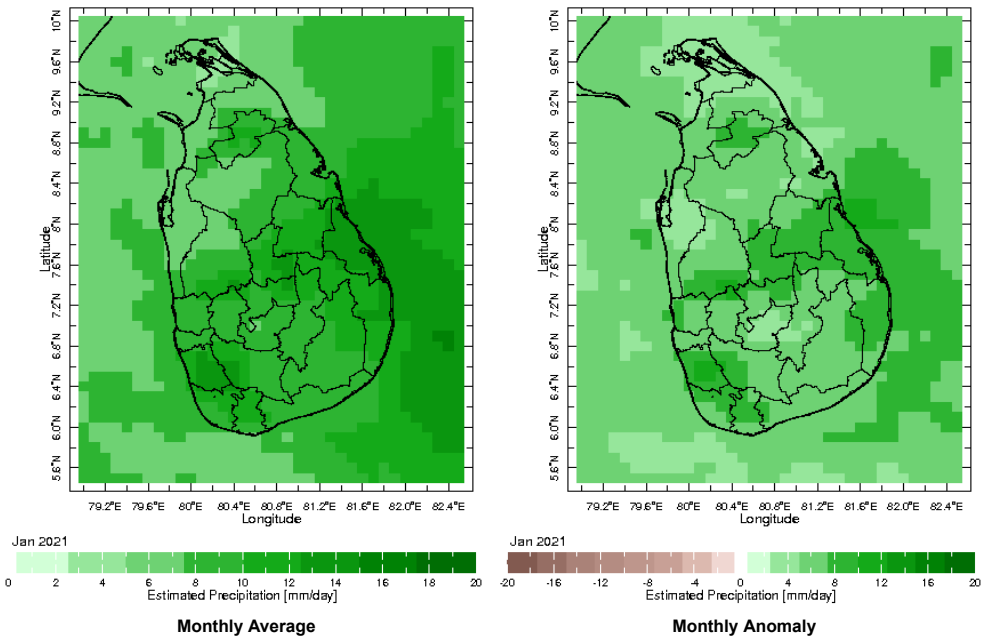 10°N
9.6°N
9.2°N
8.8°N
8.4°N
8°N
7.6°N
7.2°N
6.8°N
6.4°N
6.0°N
5.6°N
Latitude
79.2°E 79.6°E 80°E 80.4°E 80.8°E 81.2°E 81.6°E 82.0°E 82.4°E
Longitude
Jan 2021
0 2 4 6 8 10 12 14 16 18 20
Estimated Precipitation [mm/day]
Monthly Average
10°N
9.6°N
9.2°N
8.8°N
8.4°N
8°N
7.6°N
7.2°N
6.8°N
6.4°N
6.0°N
5.6°N
Latitude
79.2°E 79.6°E 80°E 80.4°E 80.8°E 81.2°E 81.6°E 82.0°E 82.4°E
Longitude
Jan 2021
-20 -16 -12 -8 -4 0 4 8 12 16 20
Estimated Precipitation [mm/day]
Monthly Anomaly